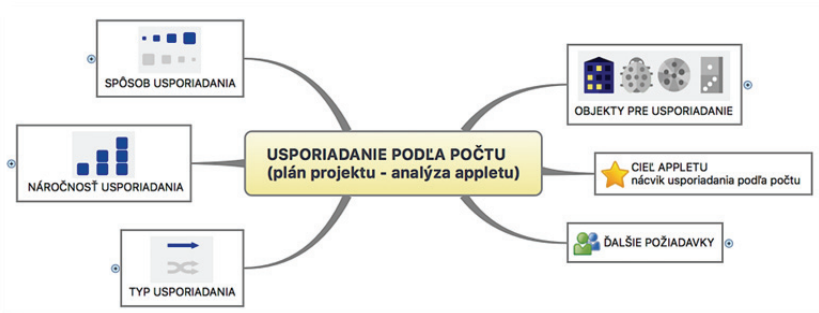 SPÔSOB USPORIADANIA
NÁROČNOSŤ USPORIADANIA
TYP USPORIADANIA
USPORIADANIE PODĽA POČTU
(plán projektu - analýza appletu)
OBJEKTY PRE USPORIADANIE
CIEĽ APPLETU
nácvik usporiadania podľa počtu
ĎALŠIE POŽIADAVKY